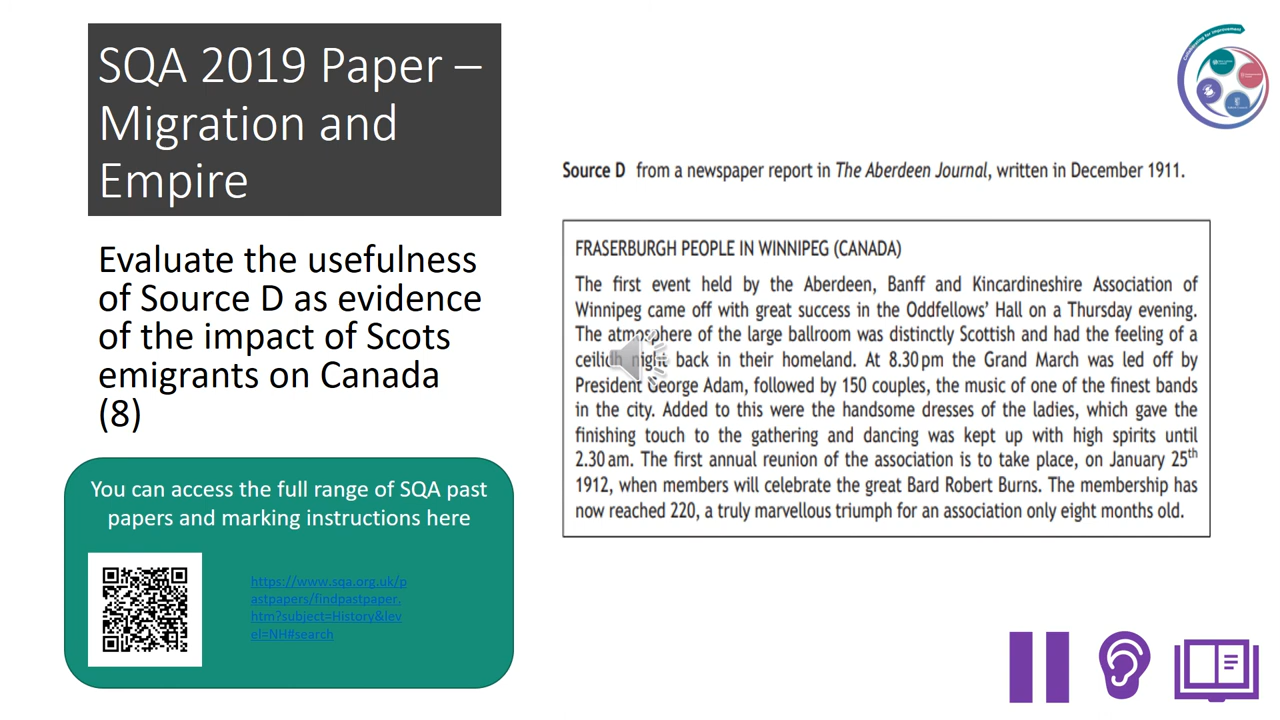 SQA 2019 Paper –
Migration and
Empire
Evaluate the usefulness
of Source D as evidence
of the impact of Scots
emigrants on Canada
(8)
You can access the full range of SQA past
papers and marking instructions here
https://www.sqa.org.uk/p
astpapers/findpastpaper.
htm?subject=History&lev
el=NH#search
Source D from a newspaper report in The Aberdeen Journal, written in December 1911.
FRASERBURGH PEOPLE IN WINNIPEG (CANADA)
The first event held by the Aberdeen, Banff and Kincardineshire Association of
Winnipeg came off with great success in the Oddfellows' Hall on a Thursday evening.
The atmosphere of the large ballroom was distinctly Scottish and had the feeling of a
ceilidh night back in their homeland. At 8.30 pm the Grand March was led off by
President George Adam, followed by 150 couples, the music of one of the finest bands
in the city. Added to this were the handsome dresses of the ladies, which gave the
finishing touch to the gathering and dancing was kept up with high spirits until
2.30 am. The first annual reunion of the association is to take place, on January 25th
1912, when members will celebrate the great Bard Robert Burns. The membership has
now reached 220, a truly marvellous triumph for an association only eight months old.